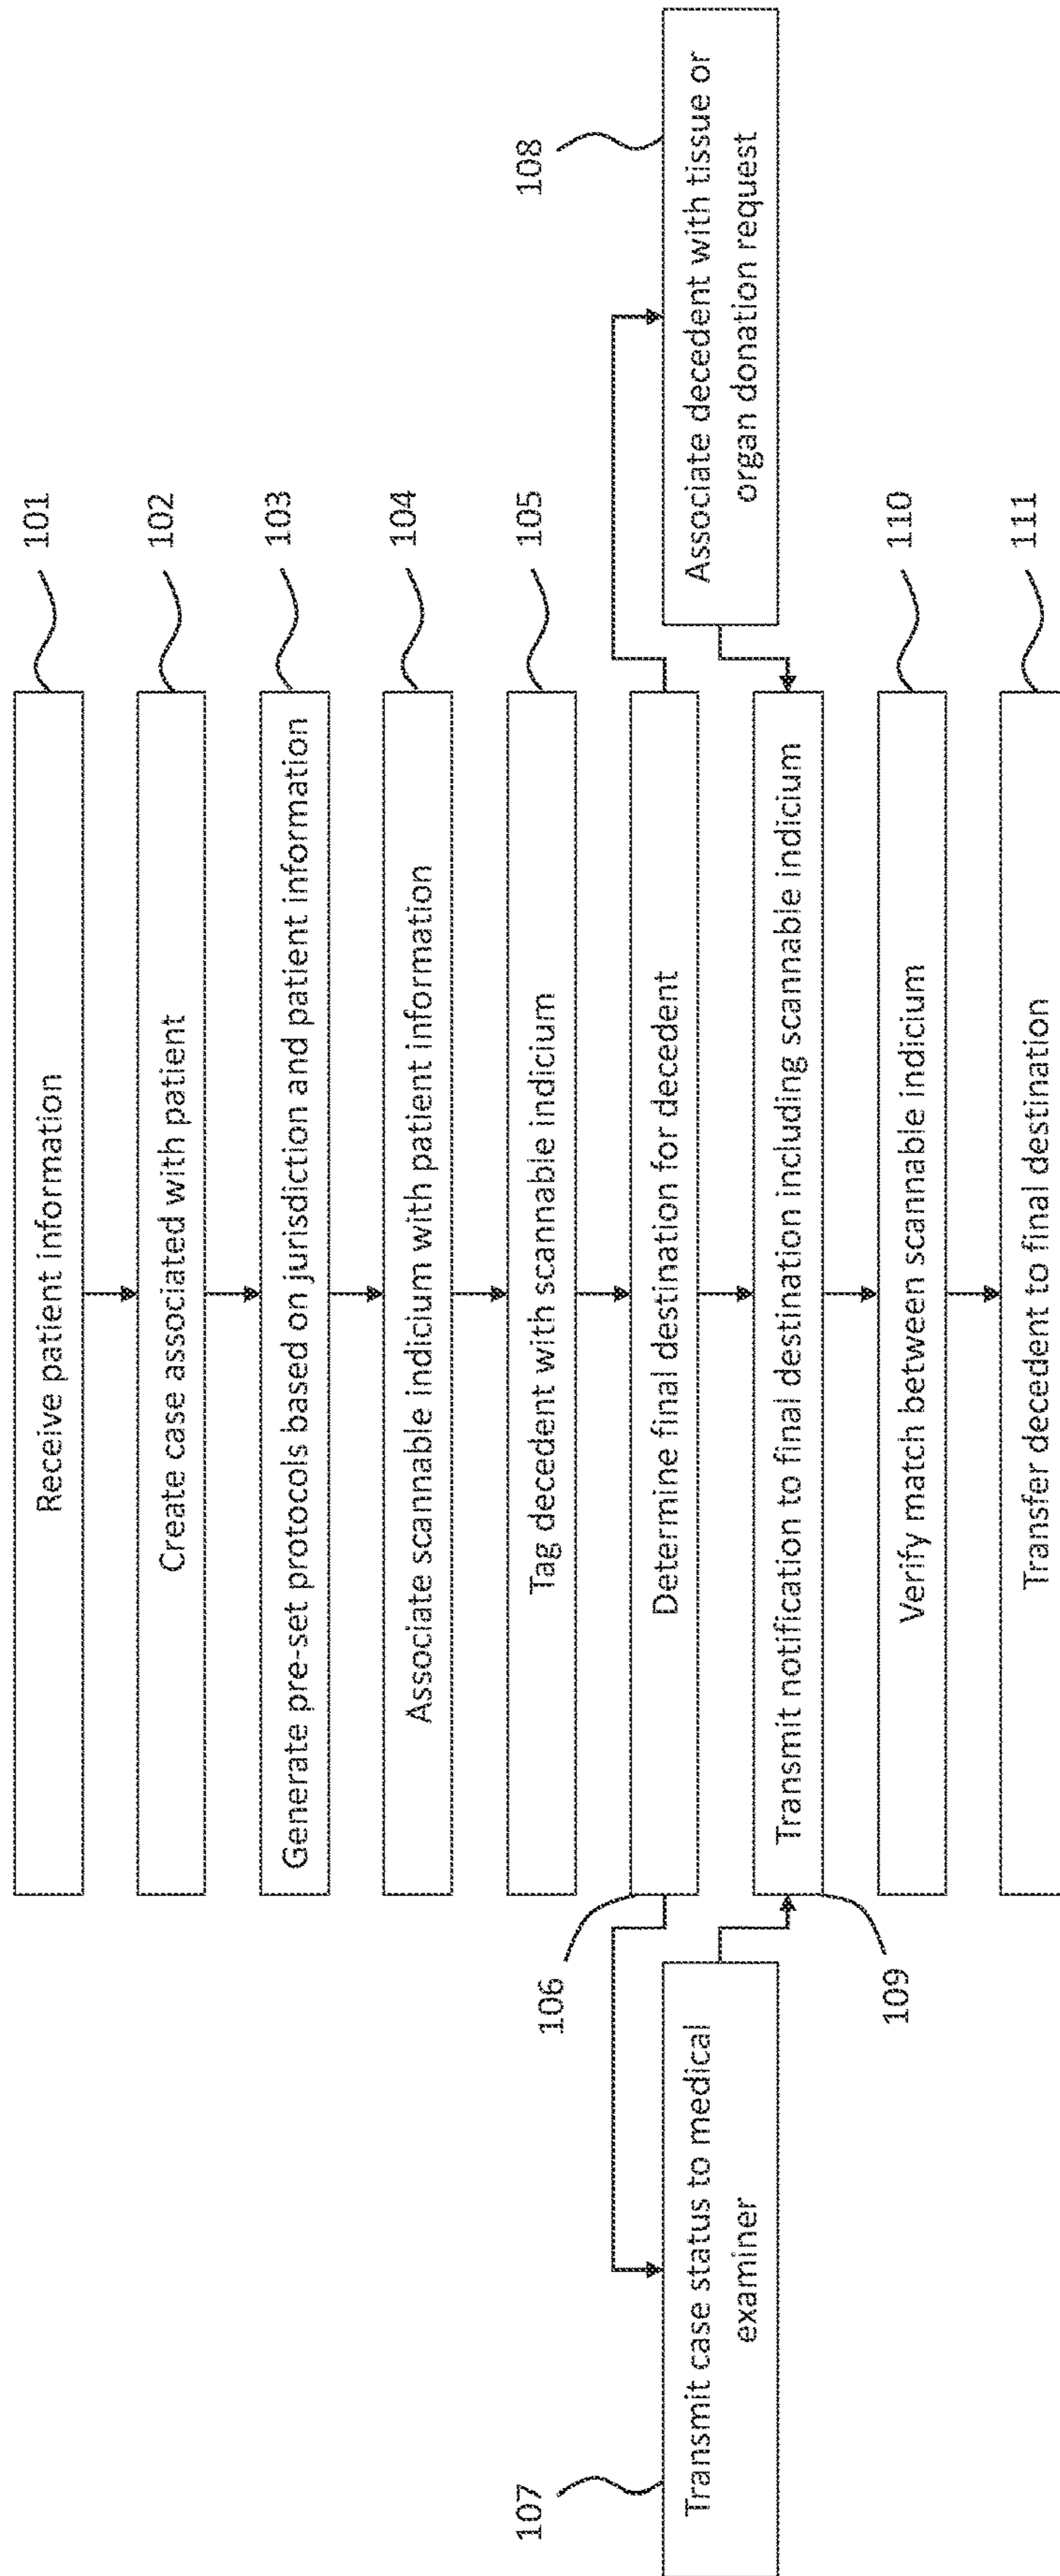 Receive patient information
101
Create case associated with patient
102
Generate pre-set protocols based on jurisdiction and patient information
103
Associate scannable indicium with patient information
104
Tag decedent with scannable indicium
105
Determine final destination for decedent
106
107
Transmit case status to medical
examiner
108
Associate decedent with tissue or
organ donation request
Transmit notification to final destination including scannable indicium
109
Verify match between scannable indicium
110
Transfer decedent to final destination
111